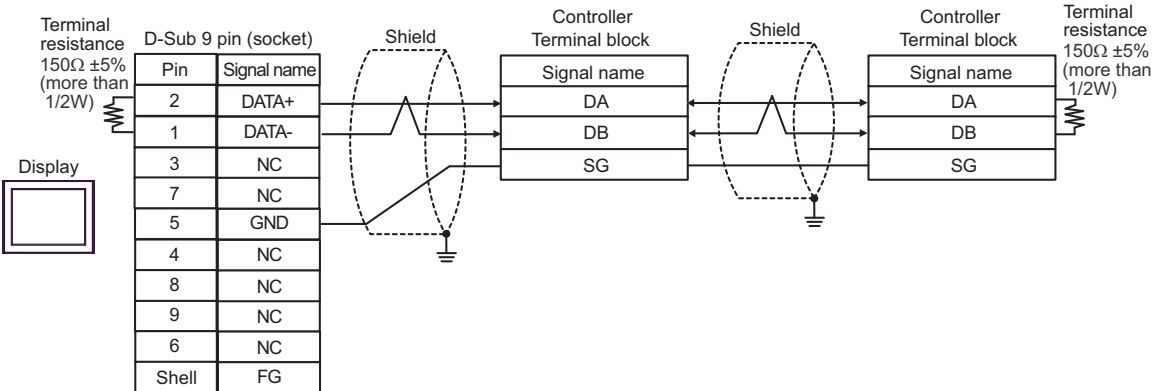 Terminal
resistance
150Ω ±5%
(more than
1/2W)
D-Sub 9 pin (socket)
Pin Signal name
2 DATA+
1 DATA-
3 NC
7 NC
5 GND
4 NC
8 NC
9 NC
6 NC
Shell FG
Display
Shield
Controller
Terminal block
Signal name
DA
DB
SG
Shield
Controller
Terminal block
Signal name
DA
DB
SG
Terminal
resistance
150Ω ±5%
(more than
1/2W)